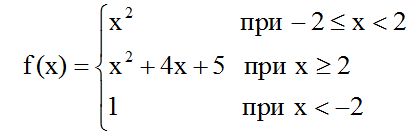 x² при − 2 ≤ x < 2
f(x) = { x² + 4x + 5 при x ≥ 2
1 при x < −2